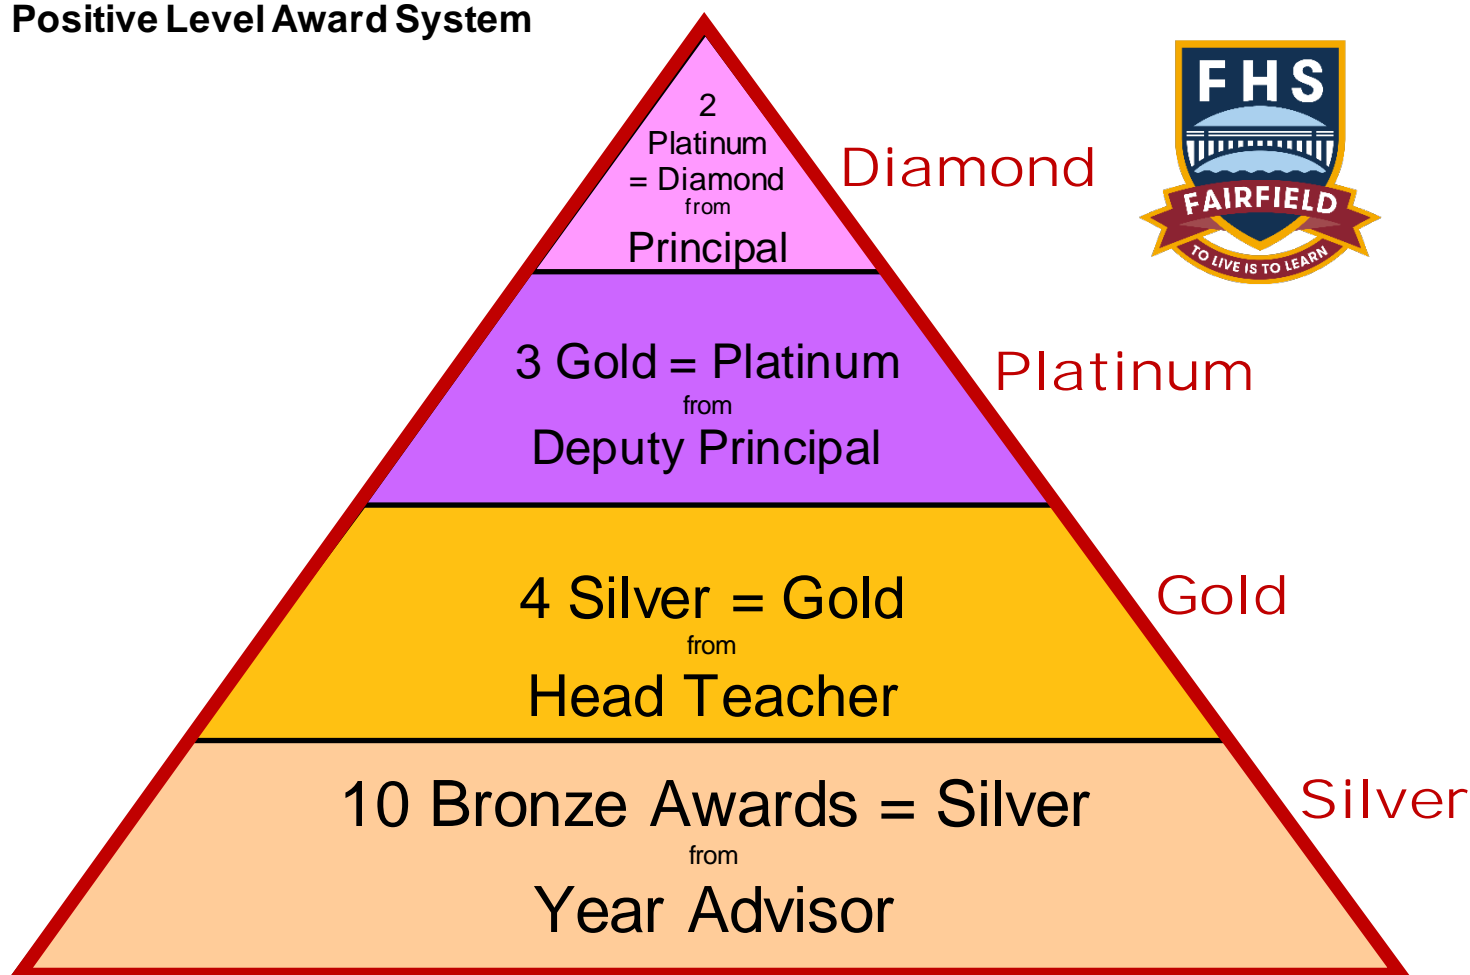 Positive Level Award System
FHS
FAIRFIELD
TO LIVE IS TO LEARN
2
Platinum
= Diamond
from
Principal
Diamond
3 Gold = Platinum
from
Deputy Principal
Platinum
4 Silver = Gold
from
Head Teacher
Gold
10 Bronze Awards = Silver
from
Year Advisor
Silver